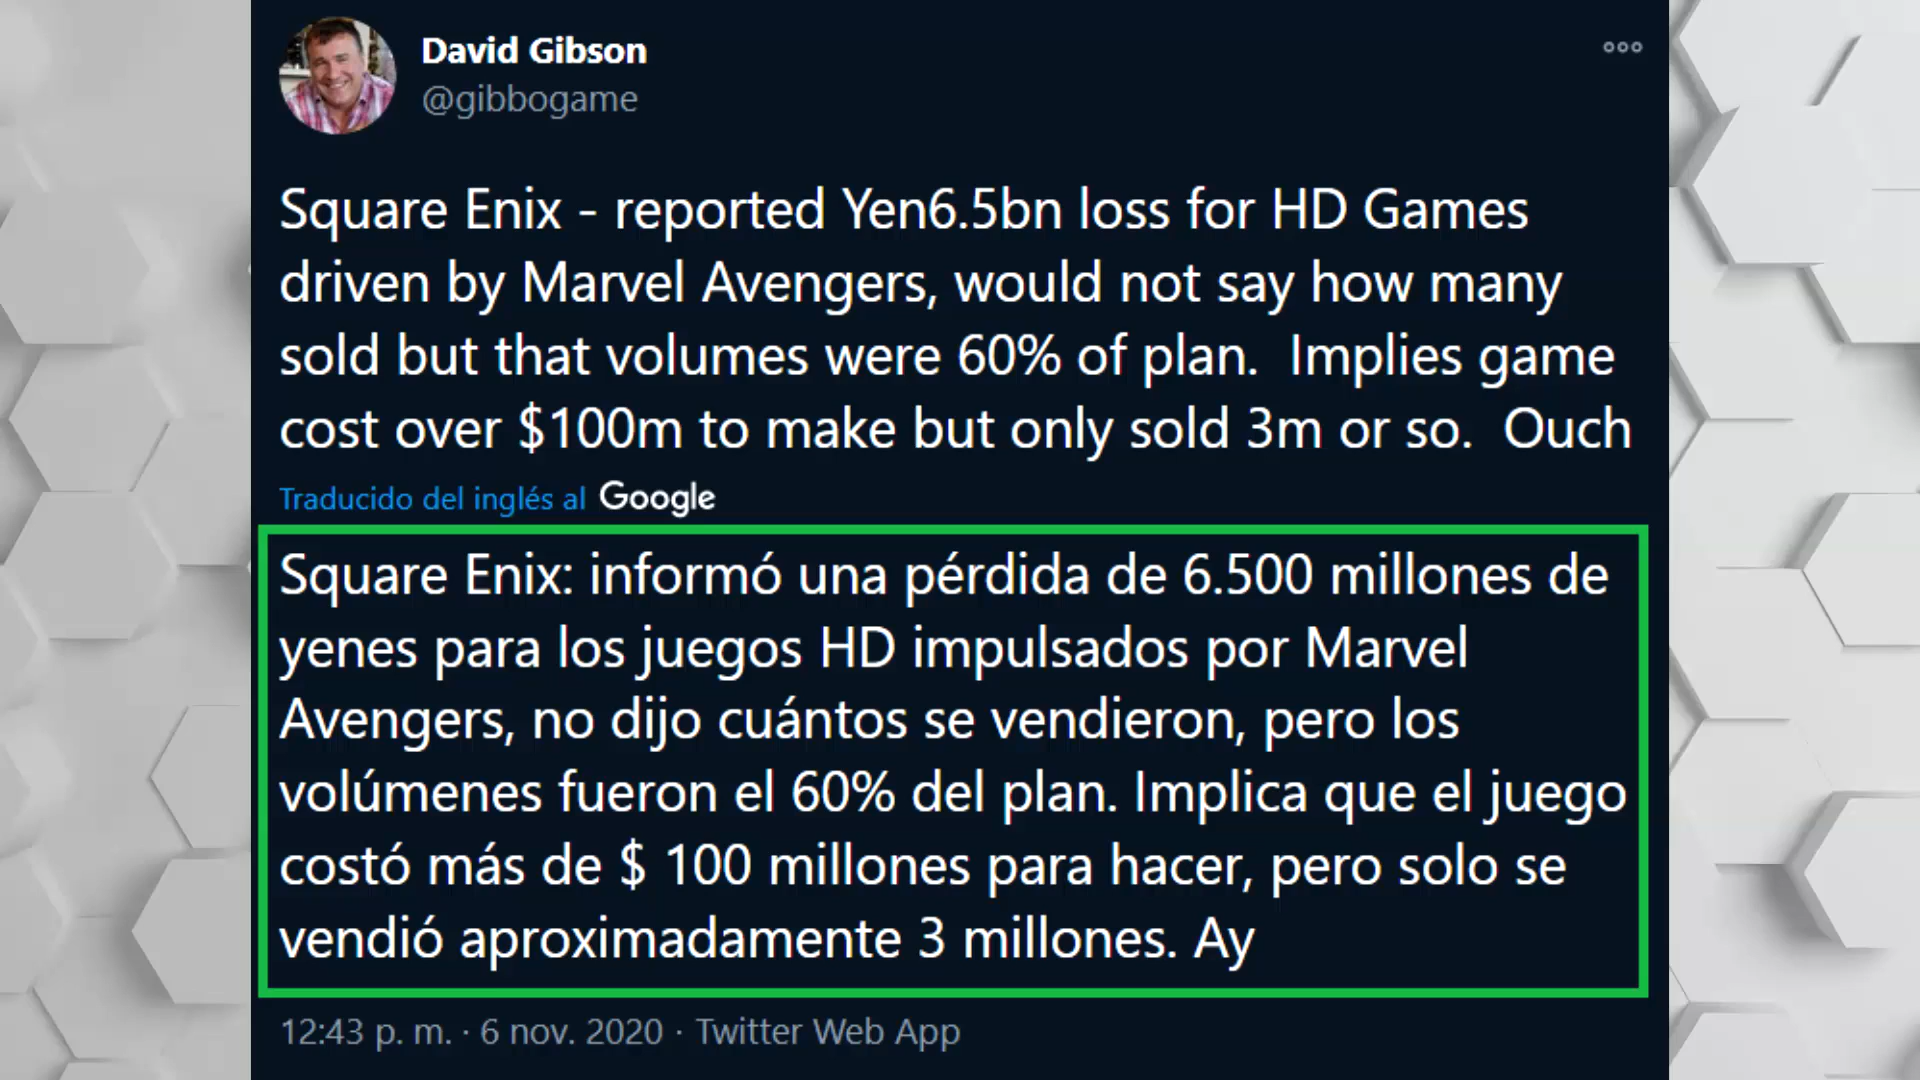 David Gibson
@gibbogame
Square Enix - reported Yen6.5bn loss for HD Games
driven by Marvel Avengers, would not say how many
sold but that volumes were 60% of plan.  Implies game
cost over $100m to make but only sold 3m or so.  Ouch
Traducido del inglés al Google
Square Enix: informó una pérdida de 6.500 millones de
yenes para los juegos HD impulsados por Marvel
Avengers, no dijo cuántos se vendieron, pero los
volúmenes fueron el 60% del plan. Implica que el juego
costó más de $ 100 millones para hacer, pero solo se
vendió aproximadamente 3 millones. Ay
12:43 p. m. · 6 nov. 2020 · Twitter Web App